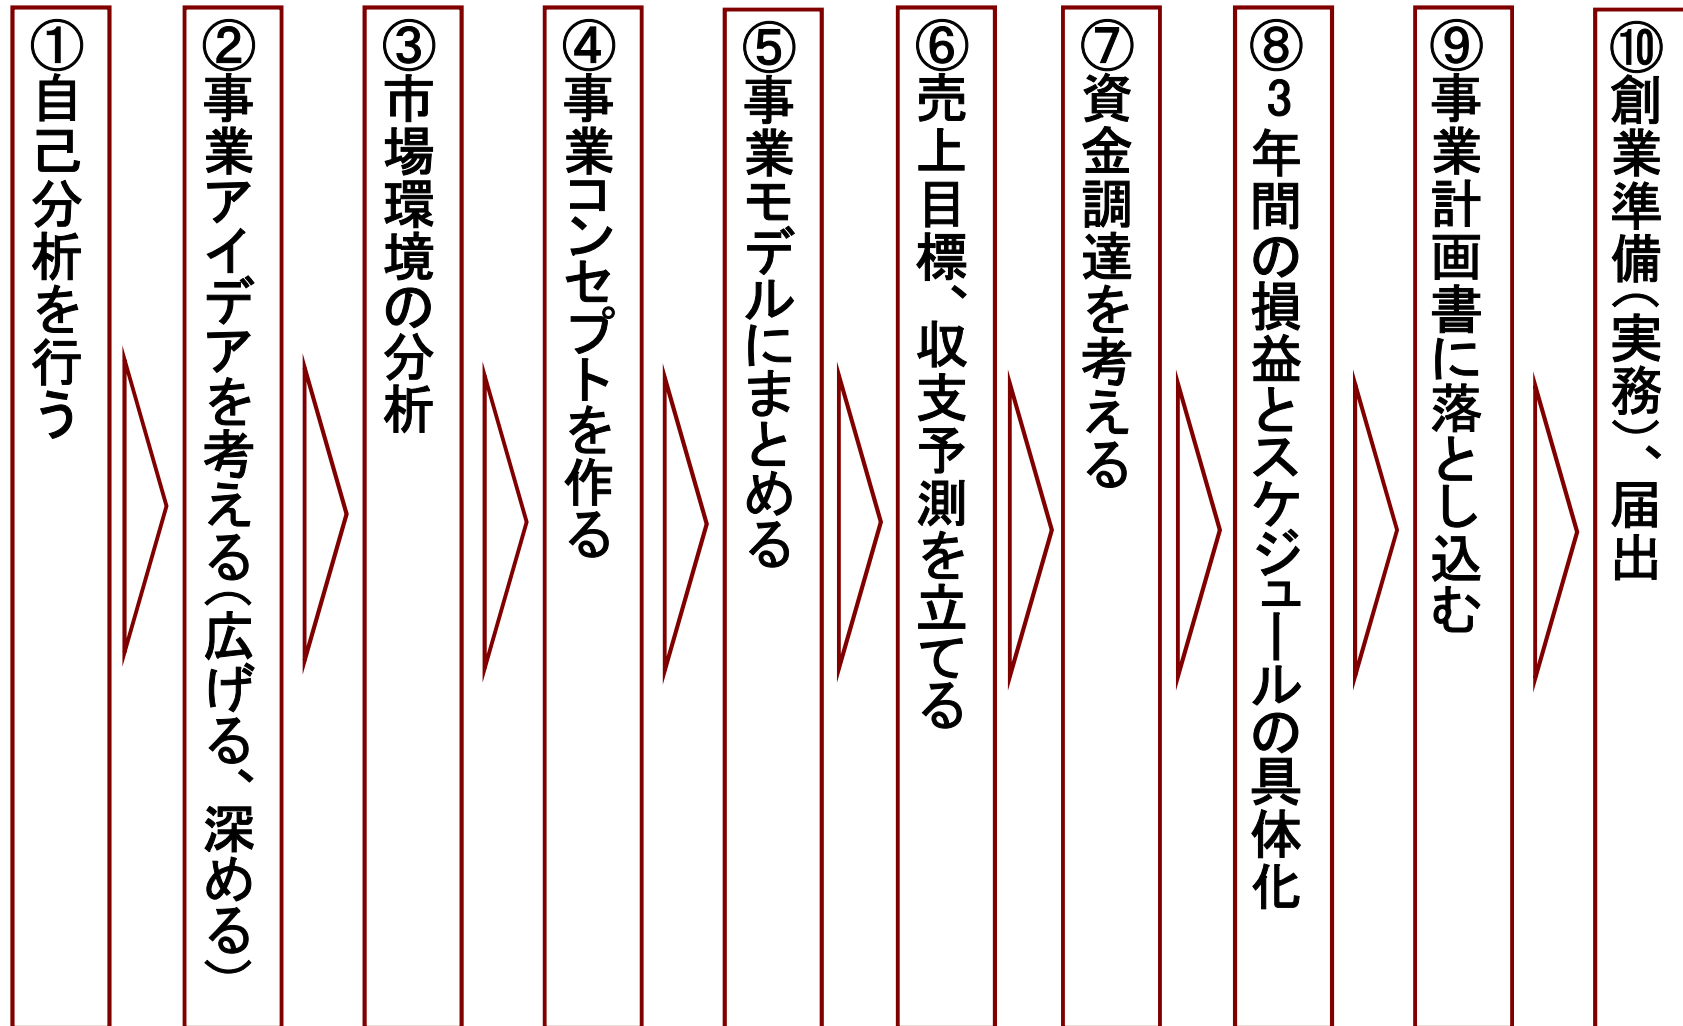 ①自己分析を行う
②事業アイデアを考える（広げる、深める）
③市場環境の分析
④事業コンセプトを作る
⑤事業モデルにまとめる
⑥売上目標、収支予測を立てる
⑦資金調達を考える
⑧３年間の損益とスケジュールの具体化
⑨事業計画書に落とし込む
⑩創業準備（実務）、届出